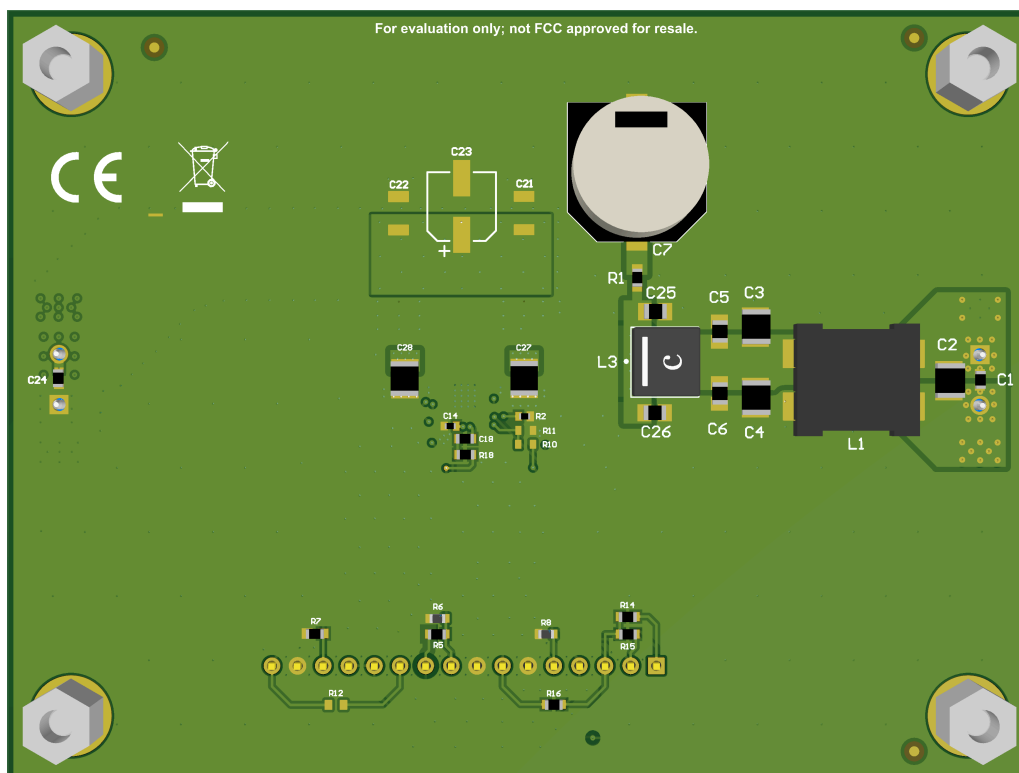 For evaluation only; not FCC approved for resale.
CE
C23
C22
C21
C7
R1
C25
C5
C3
C28
C27
L3
C
C2
C24
C1
C14
R2
C18
R11
R10
R18
C26
C6
C4
L1
R6
R14
R7
R8
R5
R15
R12
R16